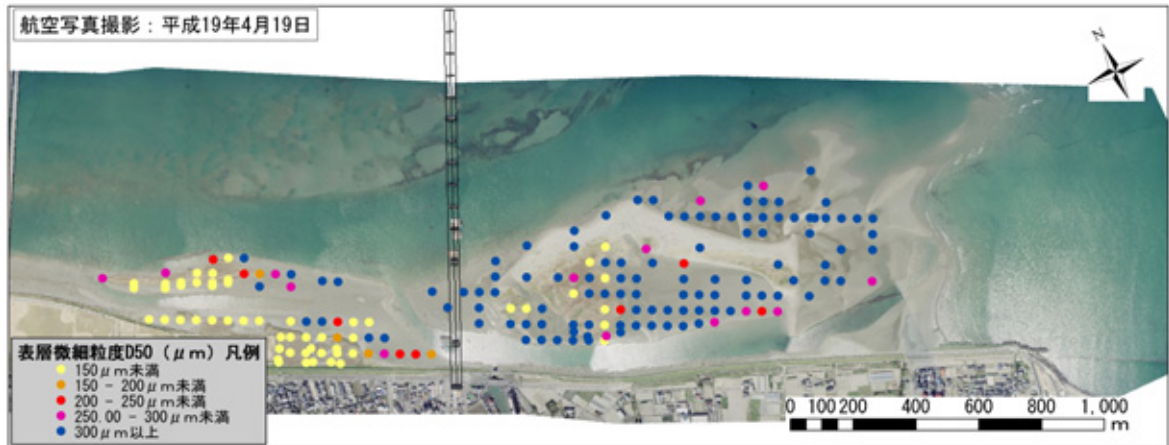 航空写真撮影：平成19年4月19日
N
表層微細粒度D50（μm）凡例
150μm未満
150 - 200μm未満
200 - 250μm未満
250.00 - 300μm未満
300μm以上
0 100 200 400 600 800 1,000
m